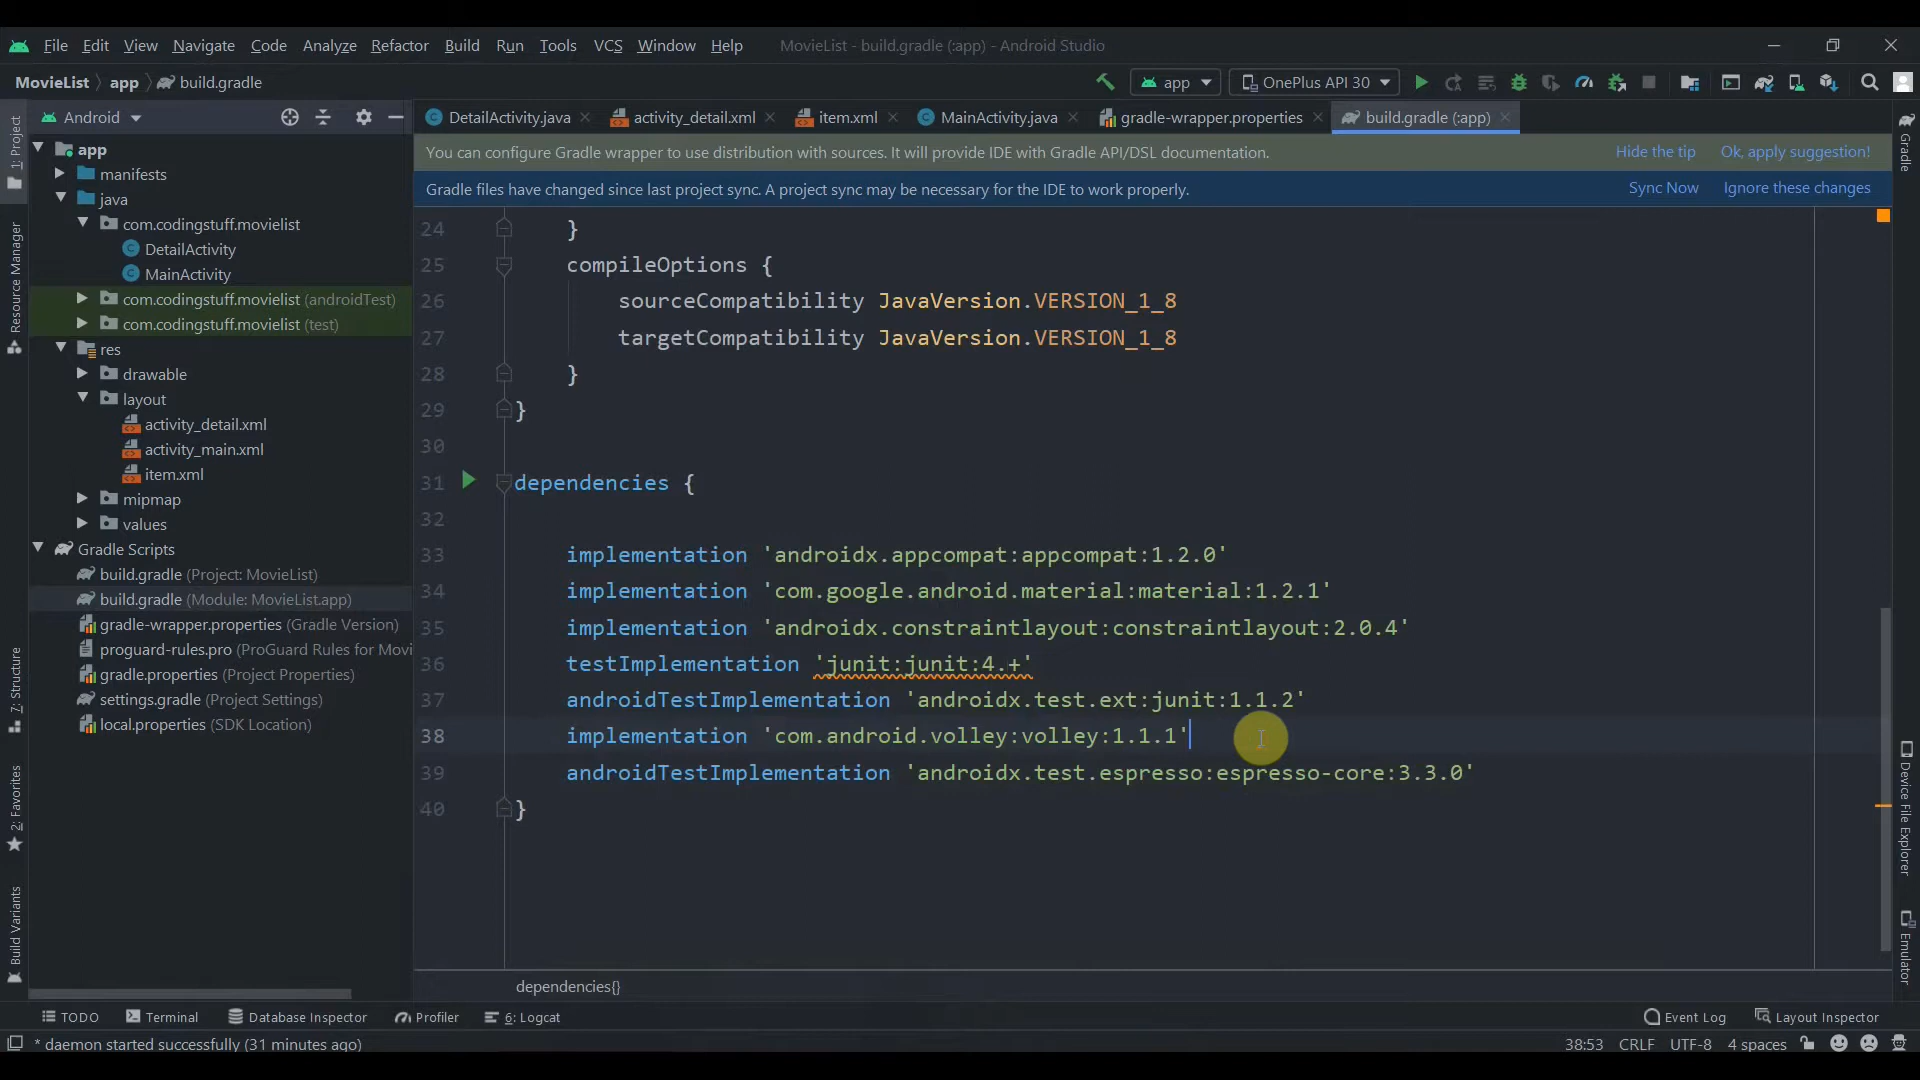 File Edit View Navigate Code Analyze Refactor Build Run Tools VCS Window Help MovieList - build.gradle (:app) - Android Studio
MovieList app build.gradle
app OnePlus API 30
Android
DetailActivity.java activity_detail.xml item.xml MainActivity.java gradle-wrapper.properties build.gradle (:app)
You can configure Gradle wrapper to use distribution with sources. It will provide IDE with Gradle API/DSL documentation. Hide the tip Ok, apply suggestion!
Gradle files have changed since last project sync. A project sync may be necessary for the IDE to work properly. Sync Now Ignore these changes
1: Project
Resource Manager
7: Structure
2: Favorites
Build Variants
app
manifests
java
com.codingstuff.movielist
DetailActivity
MainActivity
com.codingstuff.movielist (androidTest)
com.codingstuff.movielist (test)
res
drawable
layout
activity_detail.xml
activity_main.xml
item.xml
mipmap
values
Gradle Scripts
build.gradle (Project: MovieList)
build.gradle (Module: MovieList.app)
gradle-wrapper.properties (Gradle Version)
proguard-rules.pro (ProGuard Rules for Movi
gradle.properties (Project Properties)
settings.gradle (Project Settings)
local.properties (SDK Location)
24 }
25 compileOptions {
26 sourceCompatibility JavaVersion.VERSION_1_8
27 targetCompatibility JavaVersion.VERSION_1_8
28 }
29 }
30
31 dependencies {
32
33 implementation 'androidx.appcompat:appcompat:1.2.0'
34 implementation 'com.google.android.material:material:1.2.1'
35 implementation 'androidx.constraintlayout:constraintlayout:2.0.4'
36 testImplementation 'junit:junit:4.+'
37 androidTestImplementation 'androidx.test.ext:junit:1.1.2'
38 implementation 'com.android.volley:volley:1.1.1'
39 androidTestImplementation 'androidx.test.espresso:espresso-core:3.3.0'
40 }
dependencies{}
Gradle
Device File Explorer
Emulator
TODO Terminal Database Inspector Profiler 6: Logcat Event Log Layout Inspector
* daemon started successfully (31 minutes ago) 38:53 CRLF UTF-8 4 spaces